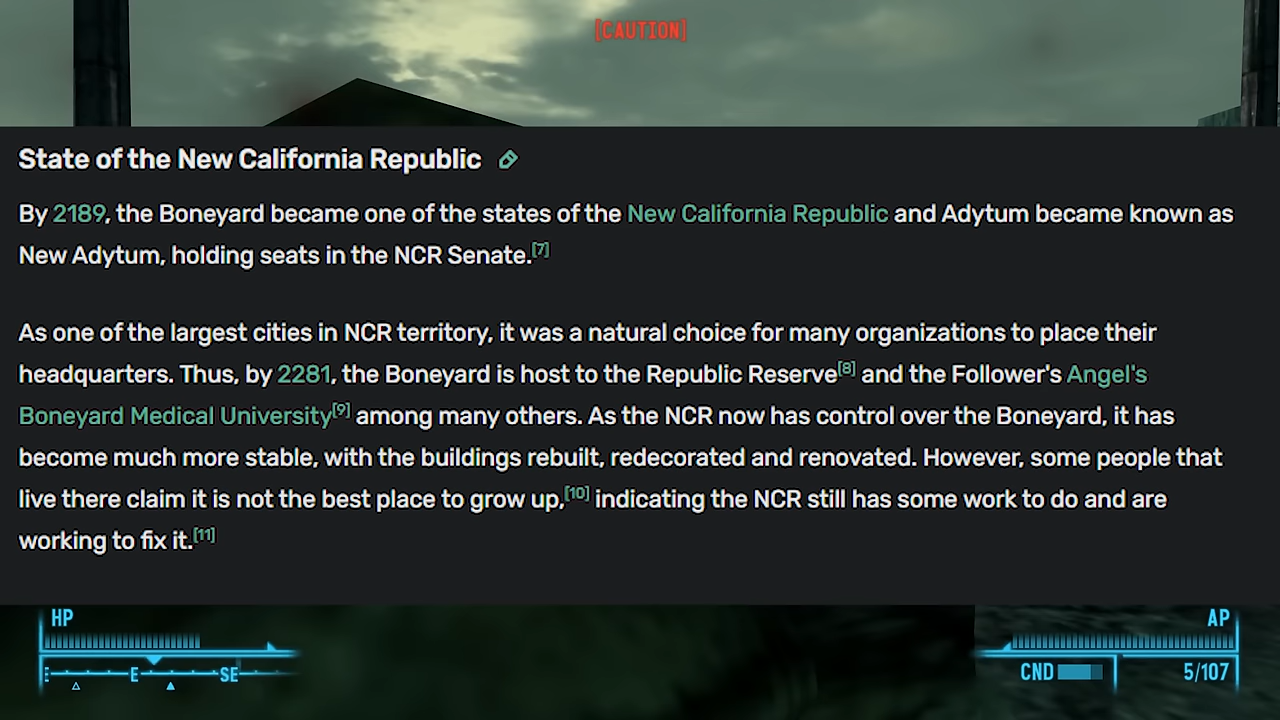 [CAUTION]
State of the New California Republic
By 2189, the Boneyard became one of the states of the New California Republic and Adytum became known as
New Adytum, holding seats in the NCR Senate.[7]
As one of the largest cities in NCR territory, it was a natural choice for many organizations to place their
headquarters. Thus, by 2281, the Boneyard is host to the Republic Reserve[8] and the Follower's Angel's
Boneyard Medical University[9] among many others. As the NCR now has control over the Boneyard, it has
become much more stable, with the buildings rebuilt, redecorated and renovated. However, some people that
live there claim it is not the best place to grow up,[10] indicating the NCR still has some work to do and are
working to fix it.[11]
HP
E E SE
AP
CND 5/107